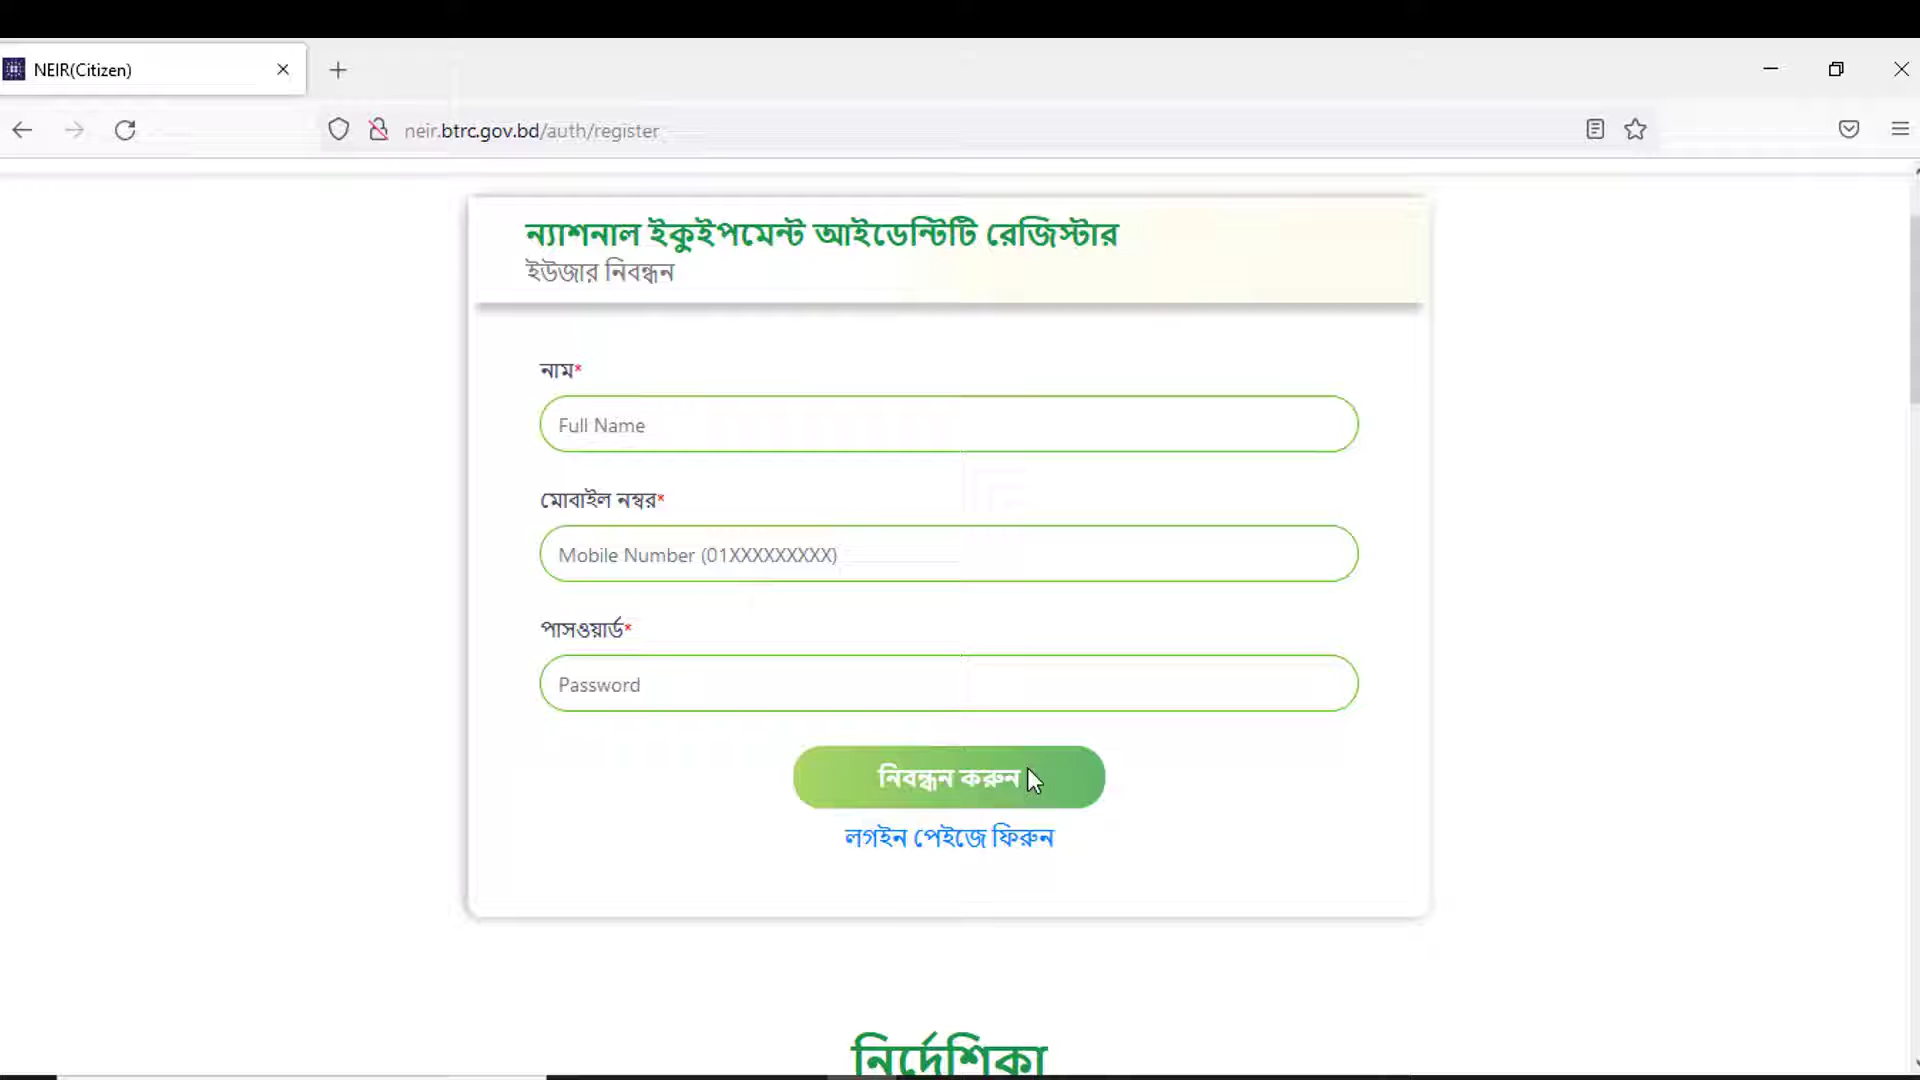 NEIR(Citizen)
neir.btrc.gov.bd/auth/register
ন্যাশনাল ইকুইপমেন্ট আইডেন্টিটি রেজিস্টার
ইউজার নিবন্ধন
নাম*
Full Name
মোবাইল নম্বর*
Mobile Number (01XXXXXXXXX)
পাসওয়ার্ড*
Password
নিবন্ধন করুন
লগইন পেইজে ফিরুন
নির্দেশিকা